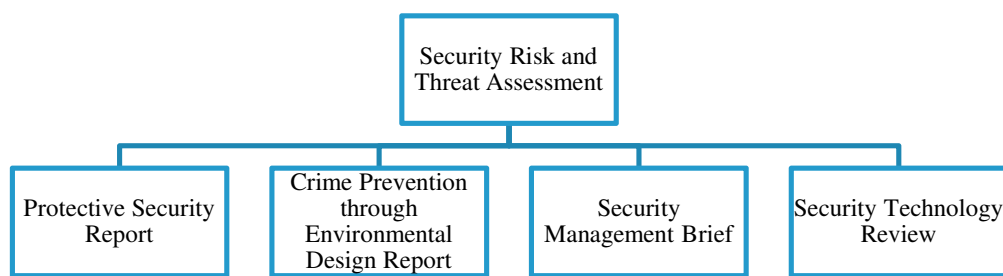 Security Risk and
Threat Assessment
Protective Security
Report
Crime Prevention
through
Environmental
Design Report
Security
Management Brief
Security Technology
Review